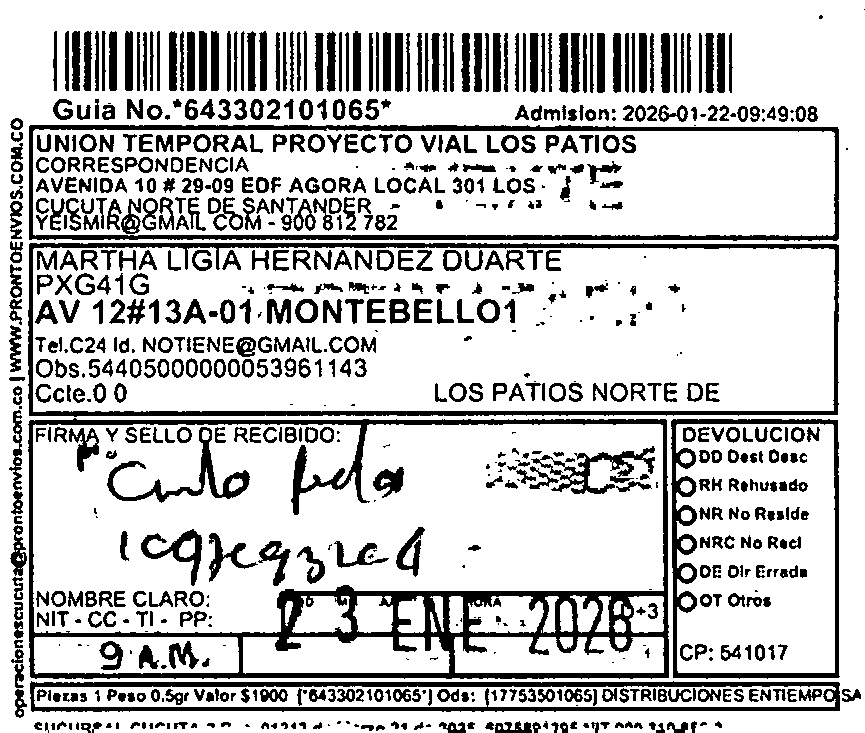 Guia No.*643302101065*
Admision: 2026-01-22-09:49:08
operacionescucuta@prontoenvios.com.co | WWW.PRONTOENVIOS.COM.CO
UNION TEMPORAL PROYECTO VIAL LOS PATIOS
CORRESPONDENCIA
AVENIDA 10 # 29-09 EDF AGORA LOCAL 301 LOS
CUCUTA NORTE DE SANTANDER
YEISMIR@GMAIL COM - 900 812 782
MARTHA LIGIA HERNANDEZ DUARTE
PXG41G
AV 12#13A-01 MONTEBELLO1
Tel.C24 Id. NOTIENE@GMAIL.COM
Obs.54405000000053961143
Ccle.0 0
LOS PATIOS NORTE DE
FIRMA Y SELLO DE RECIBIDO:
NOMBRE CLARO:
NIT - CC - TI - PP:
23 ENE 2026
+3
9 A.M.
DEVOLUCION
DD Dest Desc
RH Rehusado
NR No Reside
NRC No Recl
DE Dir Errada
OT Otros
CP: 541017
Piezas 1 Peso 0.5gr Valor $1900 (*643302101065*) Ods: (17753501065) DISTRIBUCIONES ENTIEMPO SA